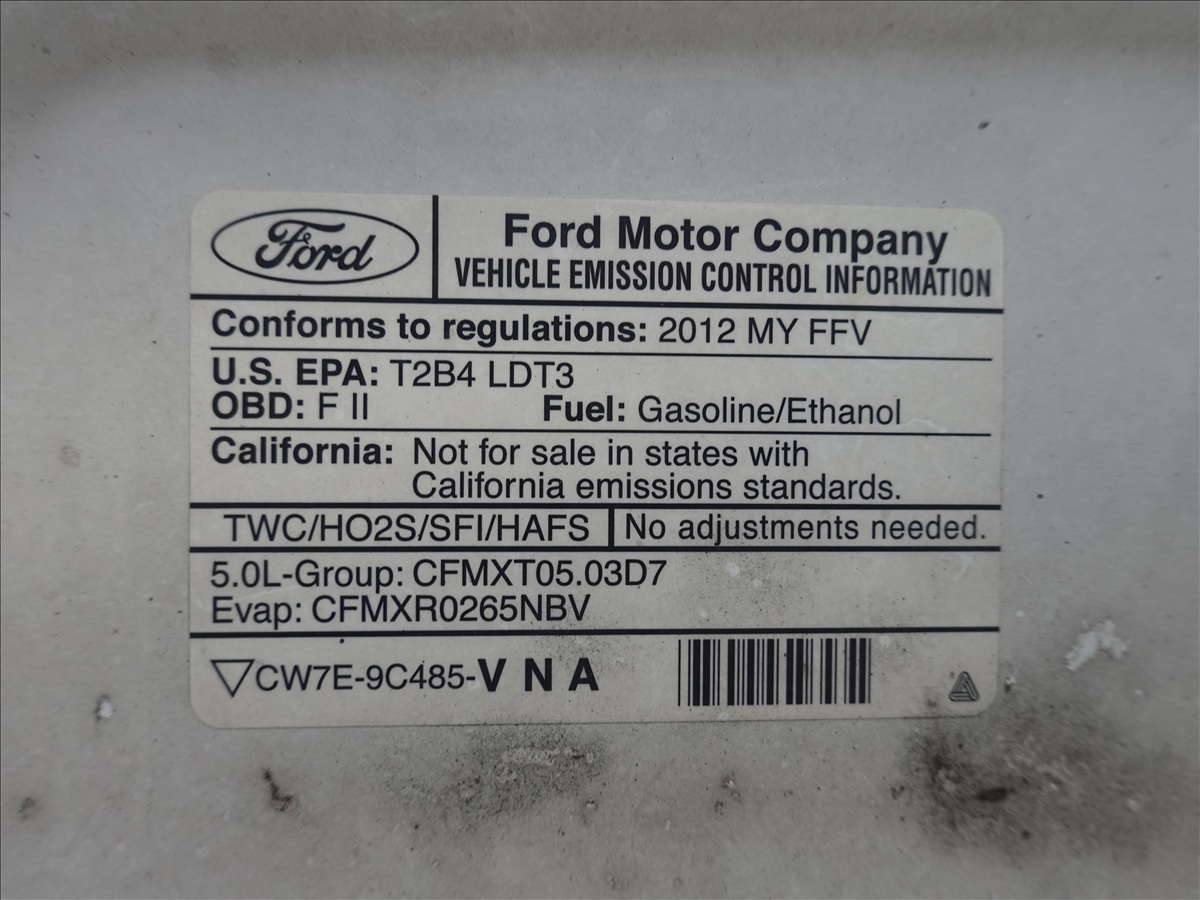 Ford
Ford Motor Company
VEHICLE EMISSION CONTROL INFORMATION
Conforms to regulations: 2012 MY FFV
U.S. EPA: T2B4 LDT3
OBD: F II Fuel: Gasoline/Ethanol
California: Not for sale in states with
California emissions standards.
TWC/HO2S/SFI/HAFS No adjustments needed.
5.0L-Group: CFMXT05.03D7
Evap: CFMXR0265NBV
CW7E-9C485-V N A